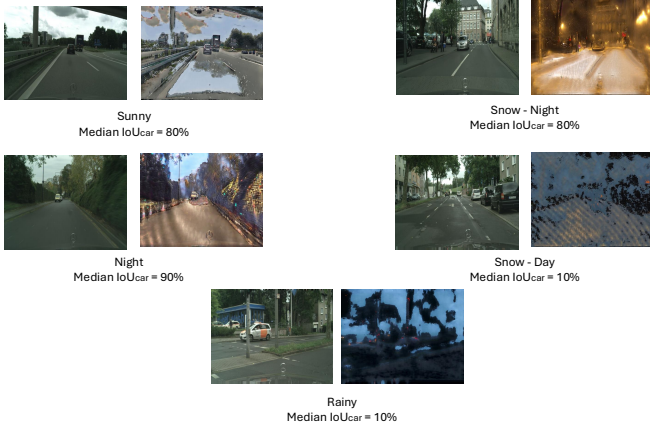 Sunny
Median IoUcar = 80%
Snow - Night
Median IoUcar = 80%
Night
Median IoUcar = 90%
Snow - Day
Median IoUcar = 10%
Rainy
Median IoUcar = 10%